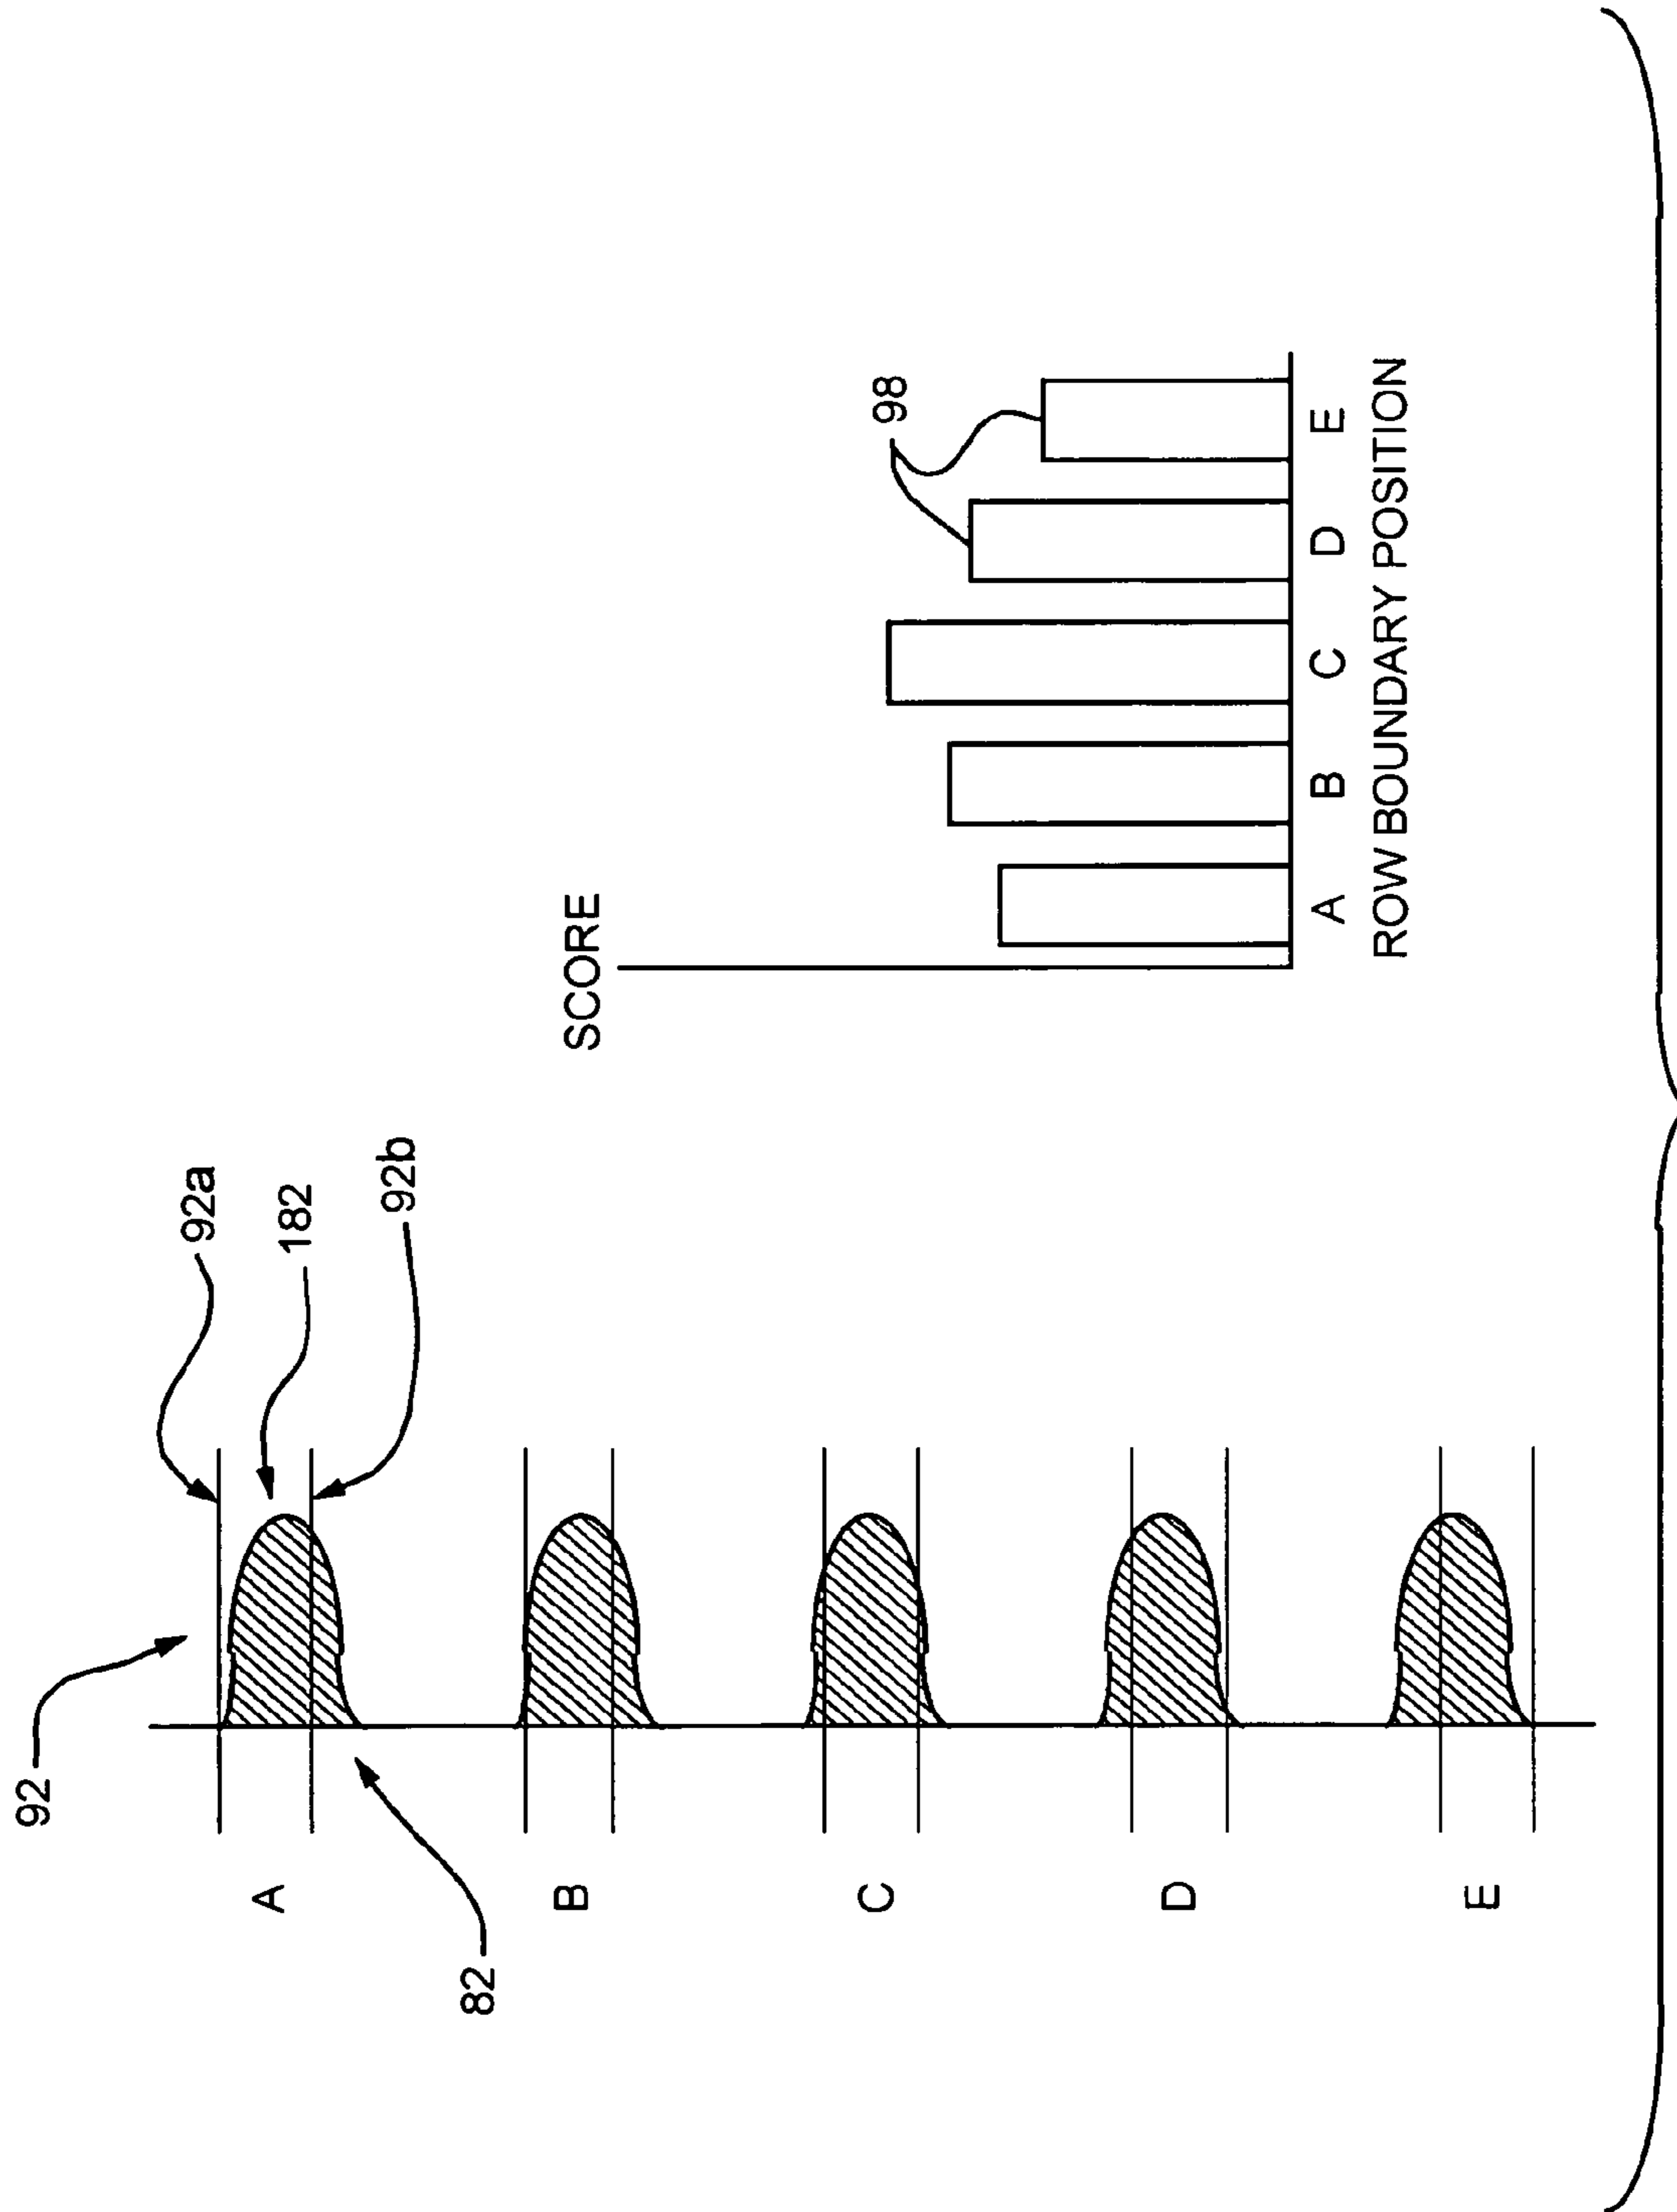 92
92a
182
92b
82
A
B
C
D
E
SCORE
98
A B C D E
ROW BOUNDARY POSITION